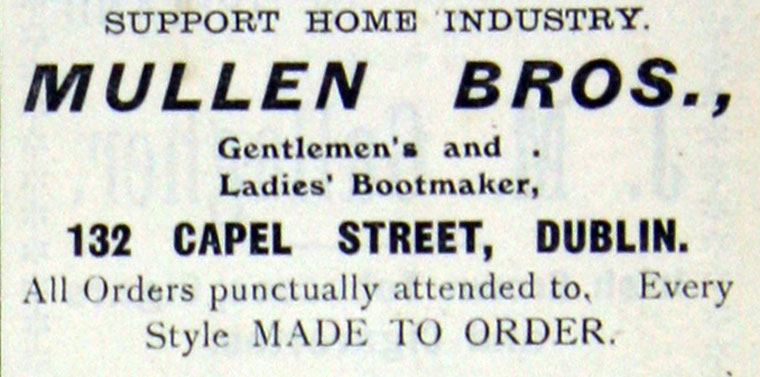 SUPPORT HOME INDUSTRY.
MULLEN BROS.,
Gentlemen's and .
Ladies' Bootmaker,
132 CAPEL STREET, DUBLIN.
All Orders punctually attended to, Every
Style MADE TO ORDER.